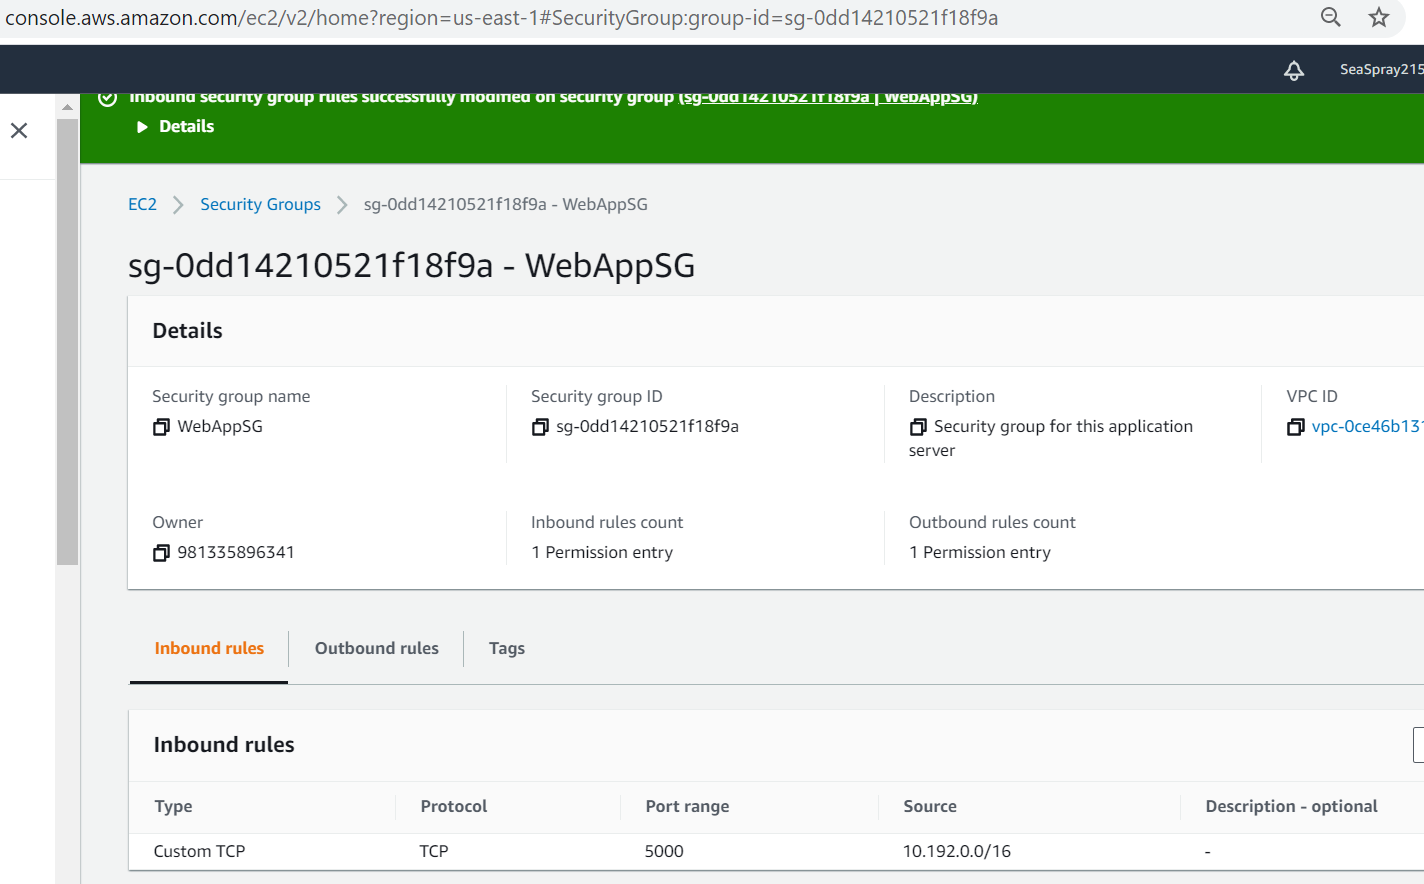 console.aws.amazon.com/ec2/v2/home?region=us-east-1#SecurityGroup:group-id=sg-0dd14210521f18f9a
SeaSpray215
Inbound security group rules successfully modified on security group (sg-0dd14210521f18f9a | WebAppSG)
Details
EC2 Security Groups sg-0dd14210521f18f9a - WebAppSG
sg-0dd14210521f18f9a - WebAppSG
Details
Security group name Security group ID Description VPC ID
WebAppSG sg-0dd14210521f18f9a Security group for this application vpc-0ce46b131
server
Owner Inbound rules count Outbound rules count
981335896341 1 Permission entry 1 Permission entry
Inbound rules Outbound rules Tags
Inbound rules
Type Protocol Port range Source Description - optional
Custom TCP TCP 5000 10.192.0.0/16 -